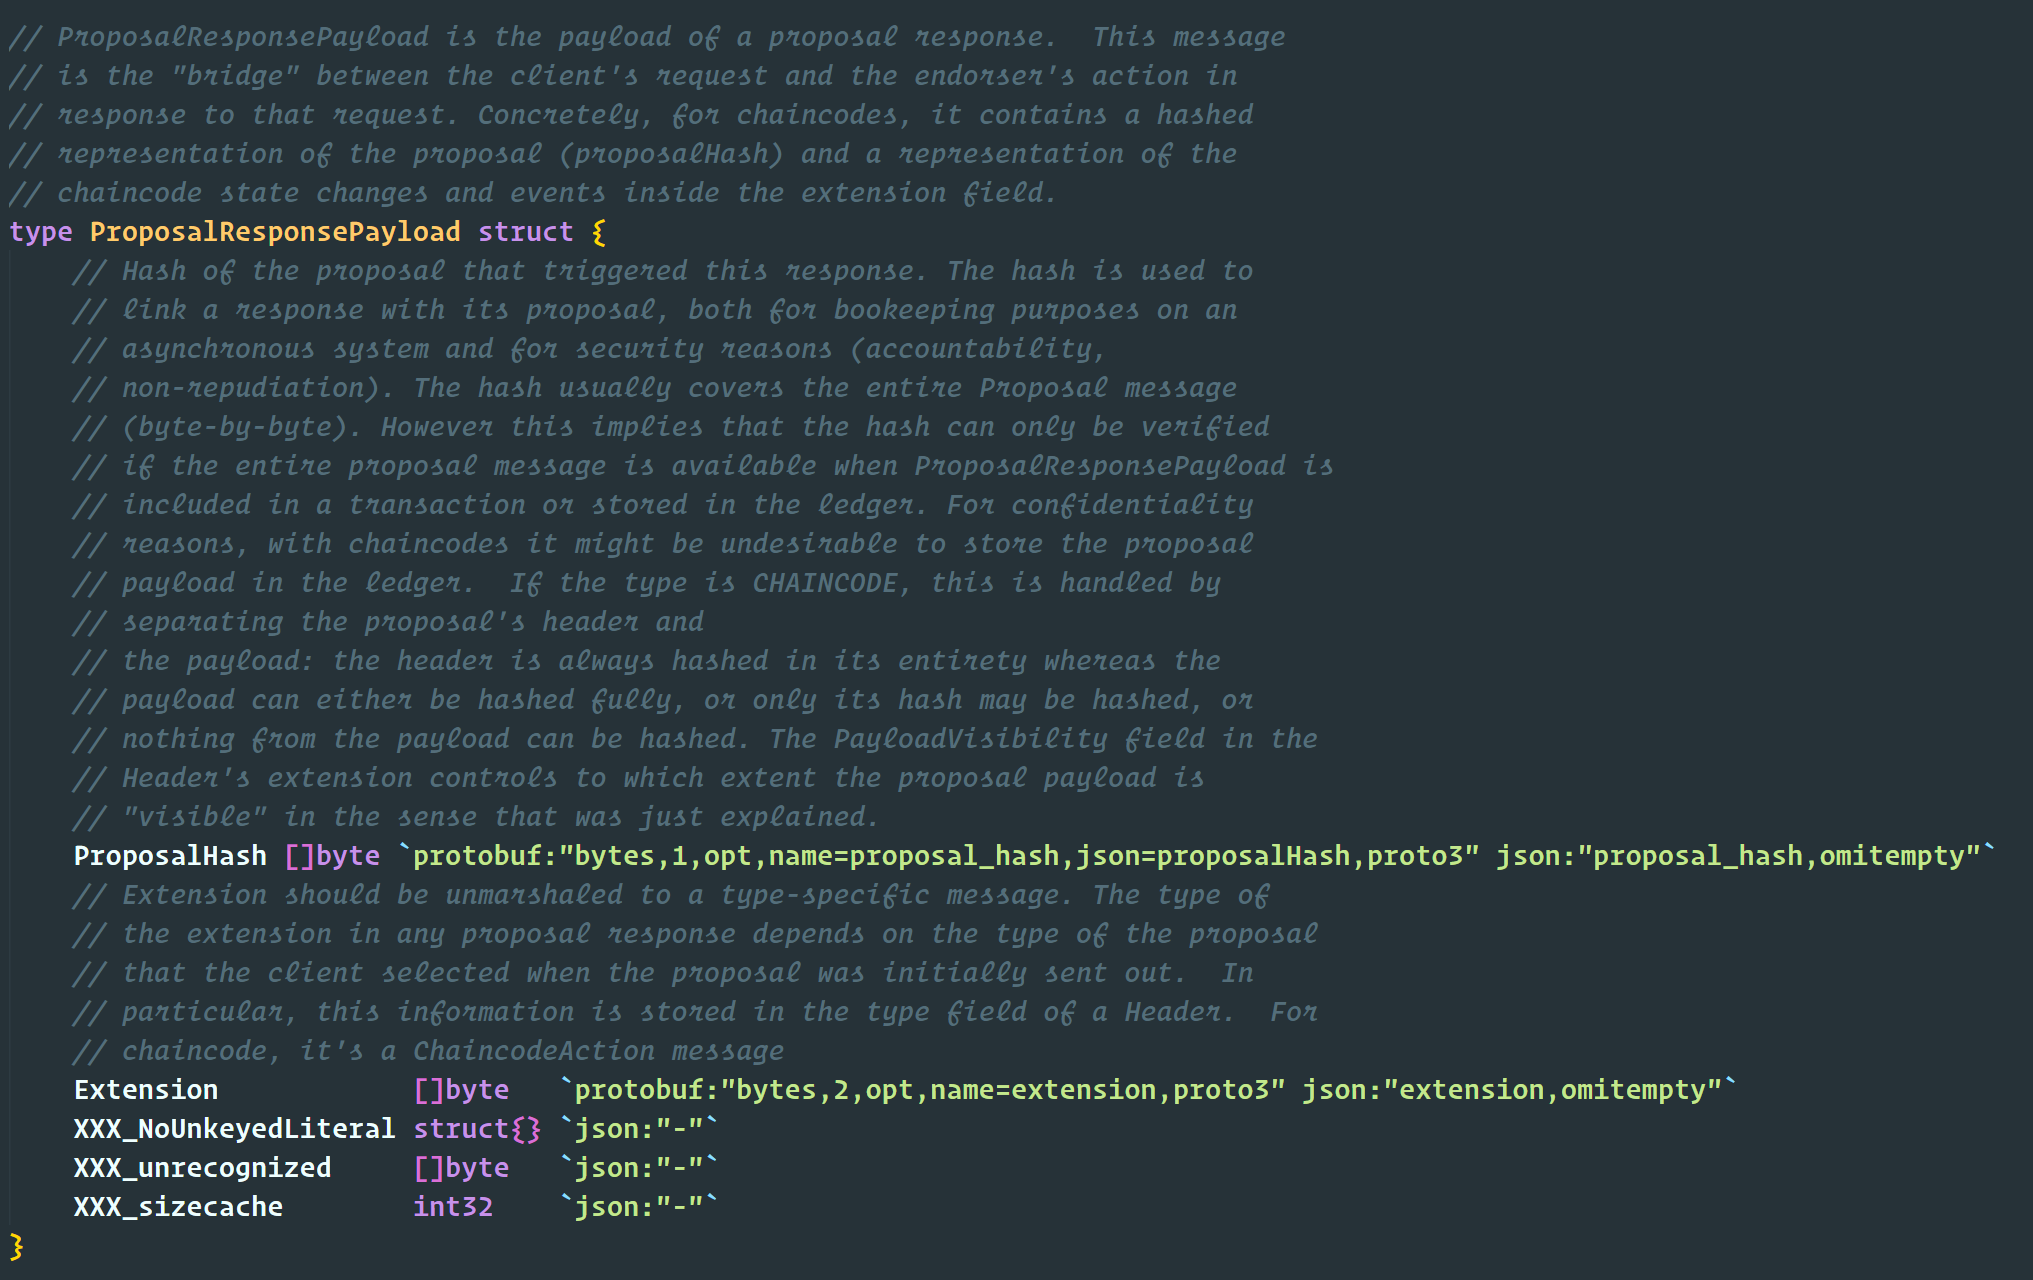 // ProposalResponsePayload is the payload of a proposal response.  This message
// is the "bridge" between the client's request and the endorser's action in
// response to that request. Concretely, for chaincodes, it contains a hashed
// representation of the proposal (proposalHash) and a representation of the
// chaincode state changes and events inside the extension field.
type ProposalResponsePayload struct {
    // Hash of the proposal that triggered this response. The hash is used to
    // link a response with its proposal, both for bookeeping purposes on an
    // asynchronous system and for security reasons (accountability,
    // non-repudiation). The hash usually covers the entire Proposal message
    // (byte-by-byte). However this implies that the hash can only be verified
    // if the entire proposal message is available when ProposalResponsePayload is
    // included in a transaction or stored in the ledger. For confidentiality
    // reasons, with chaincodes it might be undesirable to store the proposal
    // payload in the ledger.  If the type is CHAINCODE, this is handled by
    // separating the proposal's header and
    // the payload: the header is always hashed in its entirety whereas the
    // payload can either be hashed fully, or only its hash may be hashed, or
    // nothing from the payload can be hashed. The PayloadVisibility field in the
    // Header's extension controls to which extent the proposal payload is
    // "visible" in the sense that was just explained.
    ProposalHash []byte `protobuf:"bytes,1,opt,name=proposal_hash,json=proposalHash,proto3" json:"proposal_hash,omitempty"`
    // Extension should be unmarshaled to a type-specific message. The type of
    // the extension in any proposal response depends on the type of the proposal
    // that the client selected when the proposal was initially sent out.  In
    // particular, this information is stored in the type field of a Header.  For
    // chaincode, it's a ChaincodeAction message
    Extension            []byte   `protobuf:"bytes,2,opt,name=extension,proto3" json:"extension,omitempty"`
    XXX_NoUnkeyedLiteral struct{} `json:"-"`
    XXX_unrecognized     []byte   `json:"-"`
    XXX_sizecache        int32    `json:"-"`
}